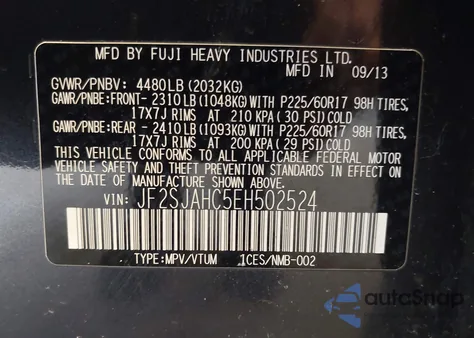 MFD BY FUJI HEAVY INDUSTRIES LTD.
MFD IN 09/13
GVWR/PNBV: 4480LB (2032KG)
GAWR/PNBE:FRONT- 2310LB (1048KG)WITH P225/60R17 98H TIRES,
17X7J RIMS AT 210 KPA (30 PSI) COLD
GAWR/PNBE:REAR - 2410LB (1093KG)WITH P225/60R17 98H TIRES,
17X7J RIMS AT 200 KPA (29 PSI) COLD
THIS VEHICLE CONFORMS TO ALL APPLICABLE FEDERAL MOTOR
VEHICLE SAFETY AND BUMPER STANDARDS IN EFFECT ON
THE DATE OF MANUFACTURE SHOWN ABOVE.
VIN: JF2SJAHC5EH502524
TYPE:MPV/VTUM 1CES/NMB-002
autoSnap